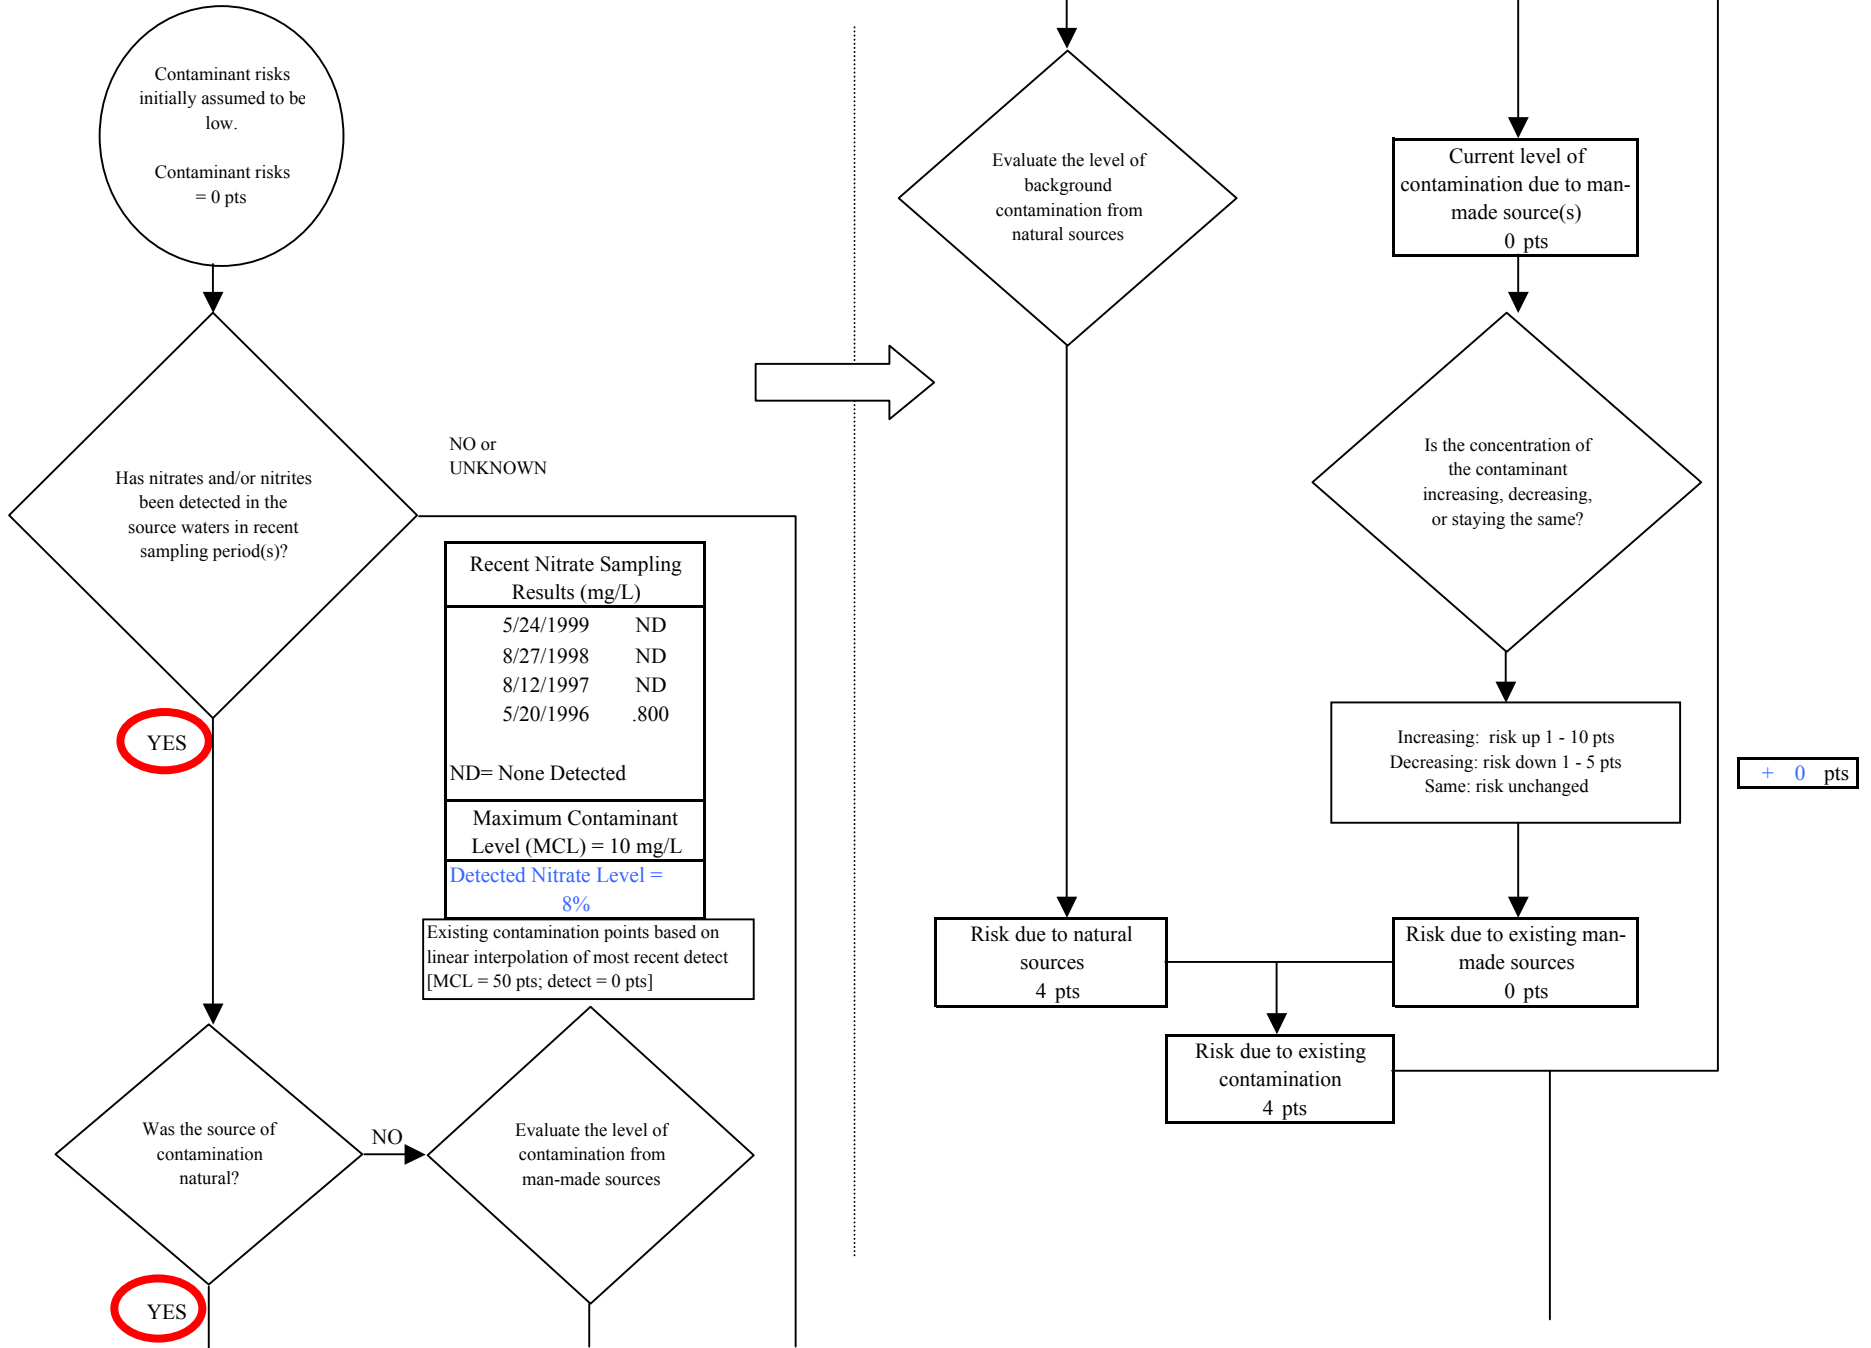 Contaminant risks
initially assumed to be
low.
Contaminant risks
= 0 pts
Has nitrates and/or nitrites
been detected in the
source waters in recent
sampling period(s)?
NO or
UNKNOWN
YES
Recent Nitrate Sampling
Results (mg/L)
5/24/1999 ND
8/27/1998 ND
8/12/1997 ND
5/20/1996 .800
ND= None Detected
Maximum Contaminant
Level (MCL) = 10 mg/L
Detected Nitrate Level =
8%
Existing contamination points based on
linear interpolation of most recent detect
[MCL = 50 pts; detect = 0 pts]
Was the source of
contamination
natural?
NO
Evaluate the level of
contamination from
man-made sources
YES
Evaluate the level of
background
contamination from
natural sources
Current level of
contamination due to man-
made source(s)
0 pts
Is the concentration of
the contaminant
increasing, decreasing,
or staying the same?
Increasing: risk up 1 - 10 pts
Decreasing: risk down 1 - 5 pts
Same: risk unchanged
+ 0 pts
Risk due to natural
sources
4 pts
Risk due to existing man-
made sources
0 pts
Risk due to existing
contamination
4 pts